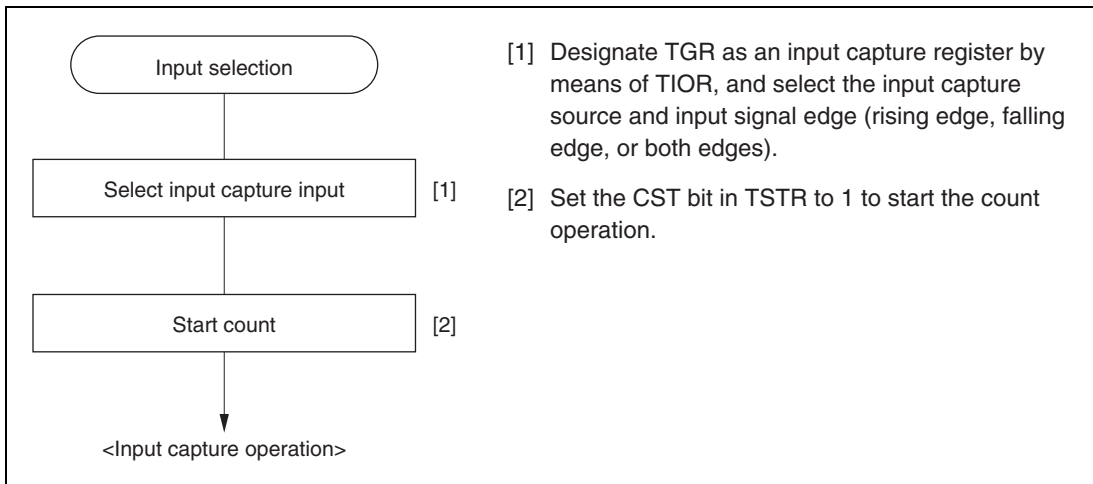 Input selection
Select input capture input
[1]
Start count
[2]
<Input capture operation>
[1] Designate TGR as an input capture register by
means of TIOR, and select the input capture
source and input signal edge (rising edge, falling
edge, or both edges).
[2] Set the CST bit in TSTR to 1 to start the count
operation.